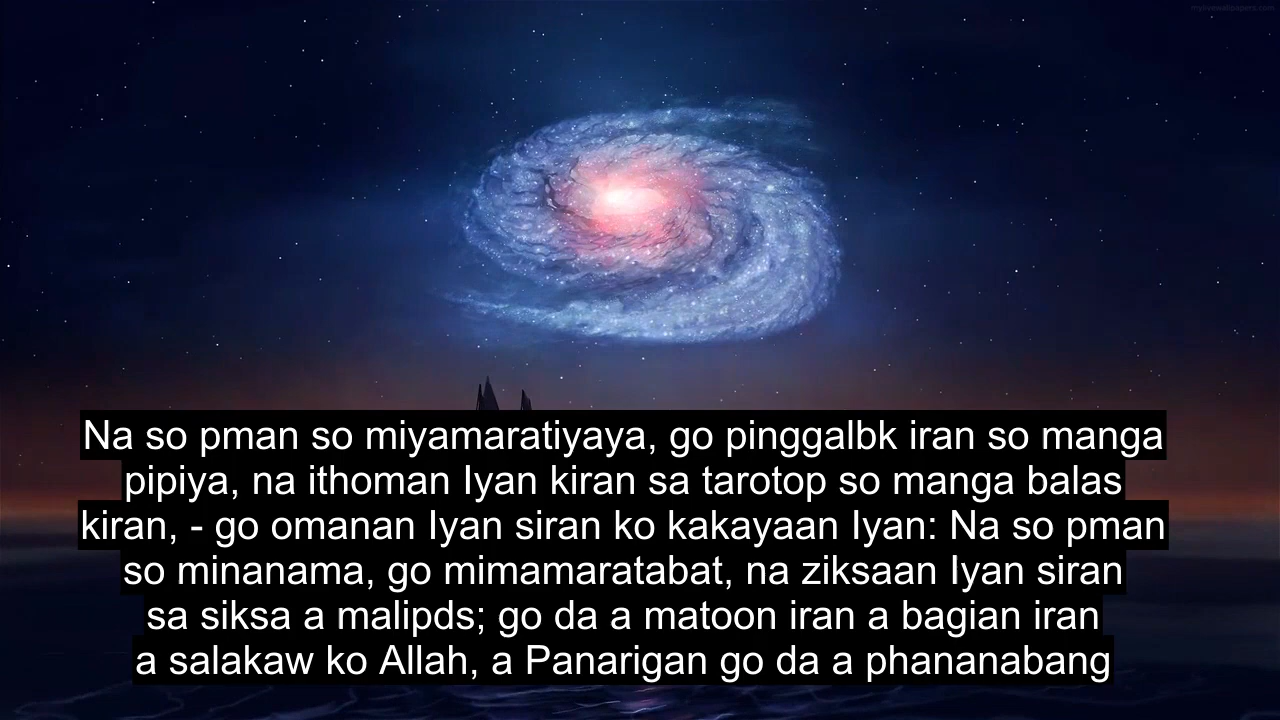 Na so pman so miyamaratiyaya, go pinggalbk iran so manga
pipiya, na ithoman Iyan kiran sa tarotop so manga balas
kiran, - go omanan Iyan siran ko kakayaan Iyan: Na so pman
so minanama, go mimamaratabat, na ziksaan Iyan siran
sa siksa a malipds; go da a matoon iran a bagian iran
a salakaw ko Allah, a Panarigan go da a phananabang